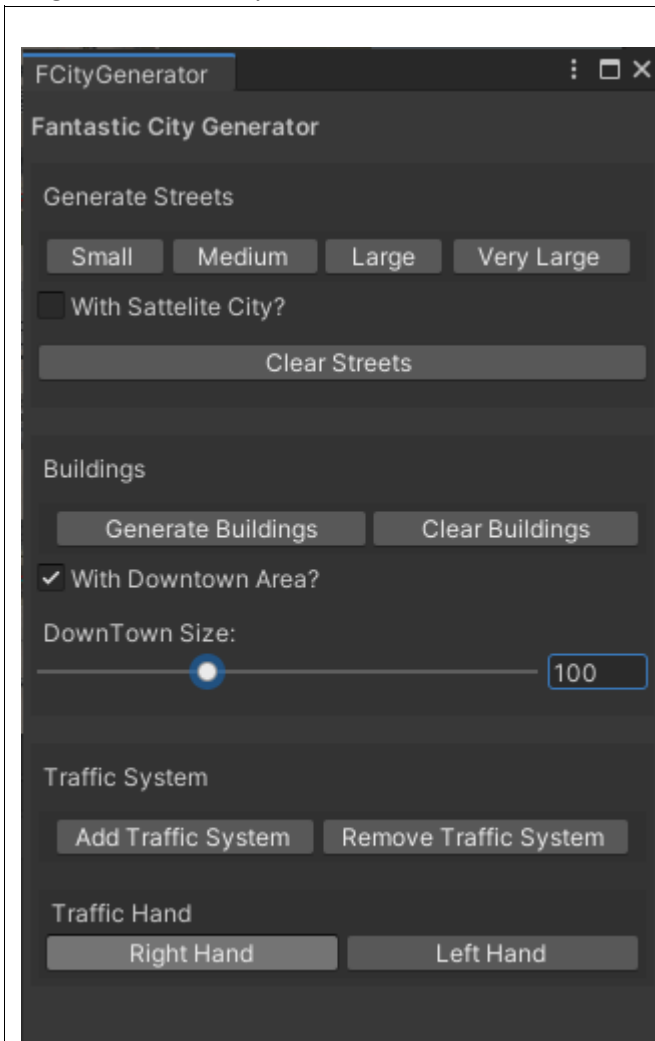 FCityGenerator
Fantastic City Generator
Generate Streets
Small Medium Large Very Large
With Sattelite City?
Clear Streets
Buildings
Generate Buildings Clear Buildings
With Downtown Area?
DownTown Size:
100
Traffic System
Add Traffic System Remove Traffic System
Traffic Hand
Right Hand Left Hand